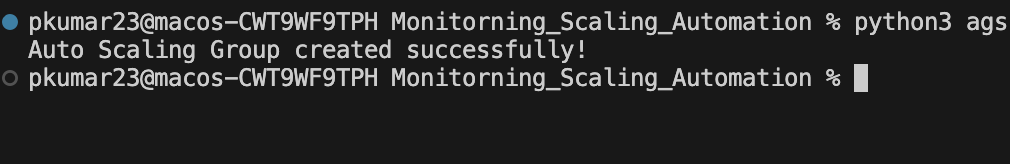 pkumar23@macos-CWT9WF9TPH Monitorning_Scaling_Automation % python3 ags
Auto Scaling Group created successfully!
pkumar23@macos-CWT9WF9TPH Monitorning_Scaling_Automation %